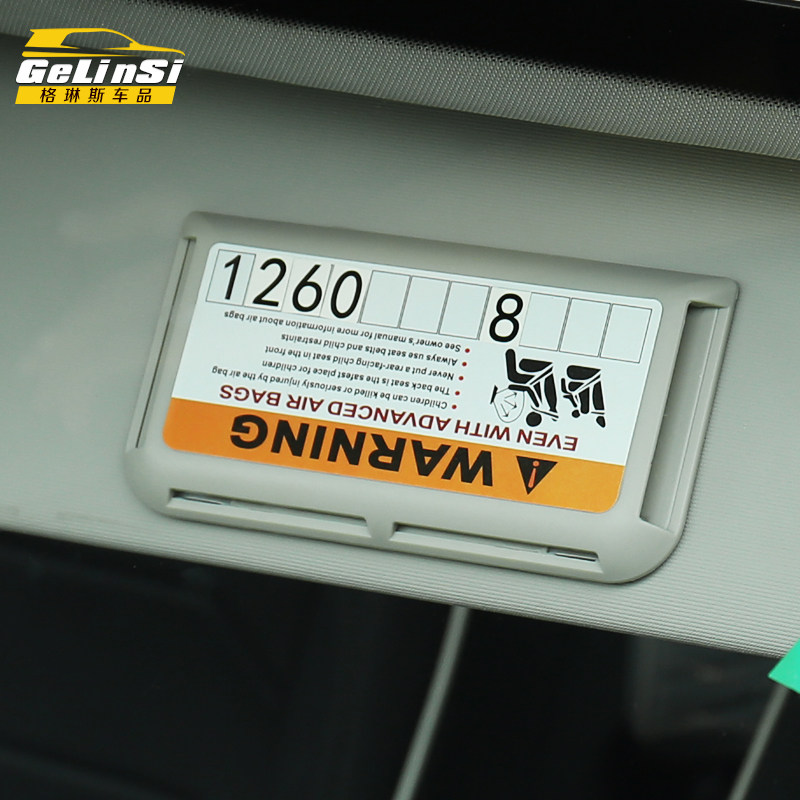 GeLinSi
格琳斯车品
1260 8
WARNING
EVEN WITH ADVANCED AIR BAGS
• Children can be killed or seriously injured by the air bag
• The back seat is the safest place for children
• Never put a rear-facing child seat in the front
• Always use seat belts and child restraints
• See owner's manual for more information about air bags